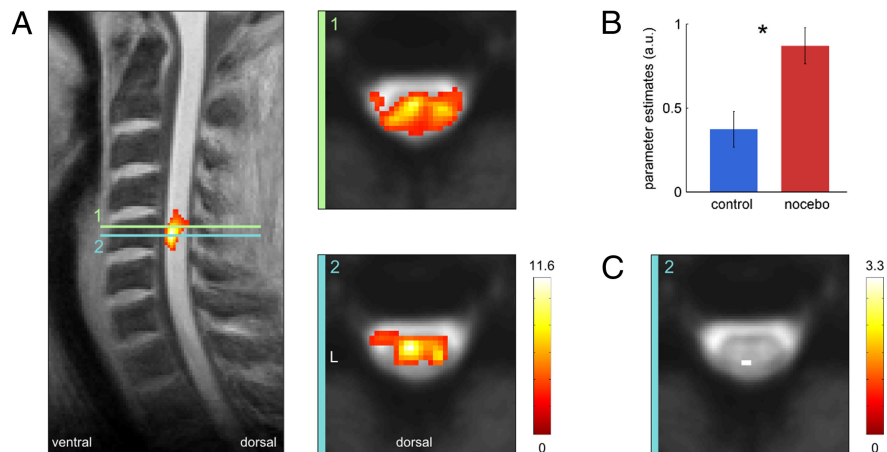 A
1
2
ventral
dorsal
1
2
L
dorsal
11.6
0
B
parameter estimates (a.u.)
1
0.5
0
*
control
nocebo
C
2
3.3
0